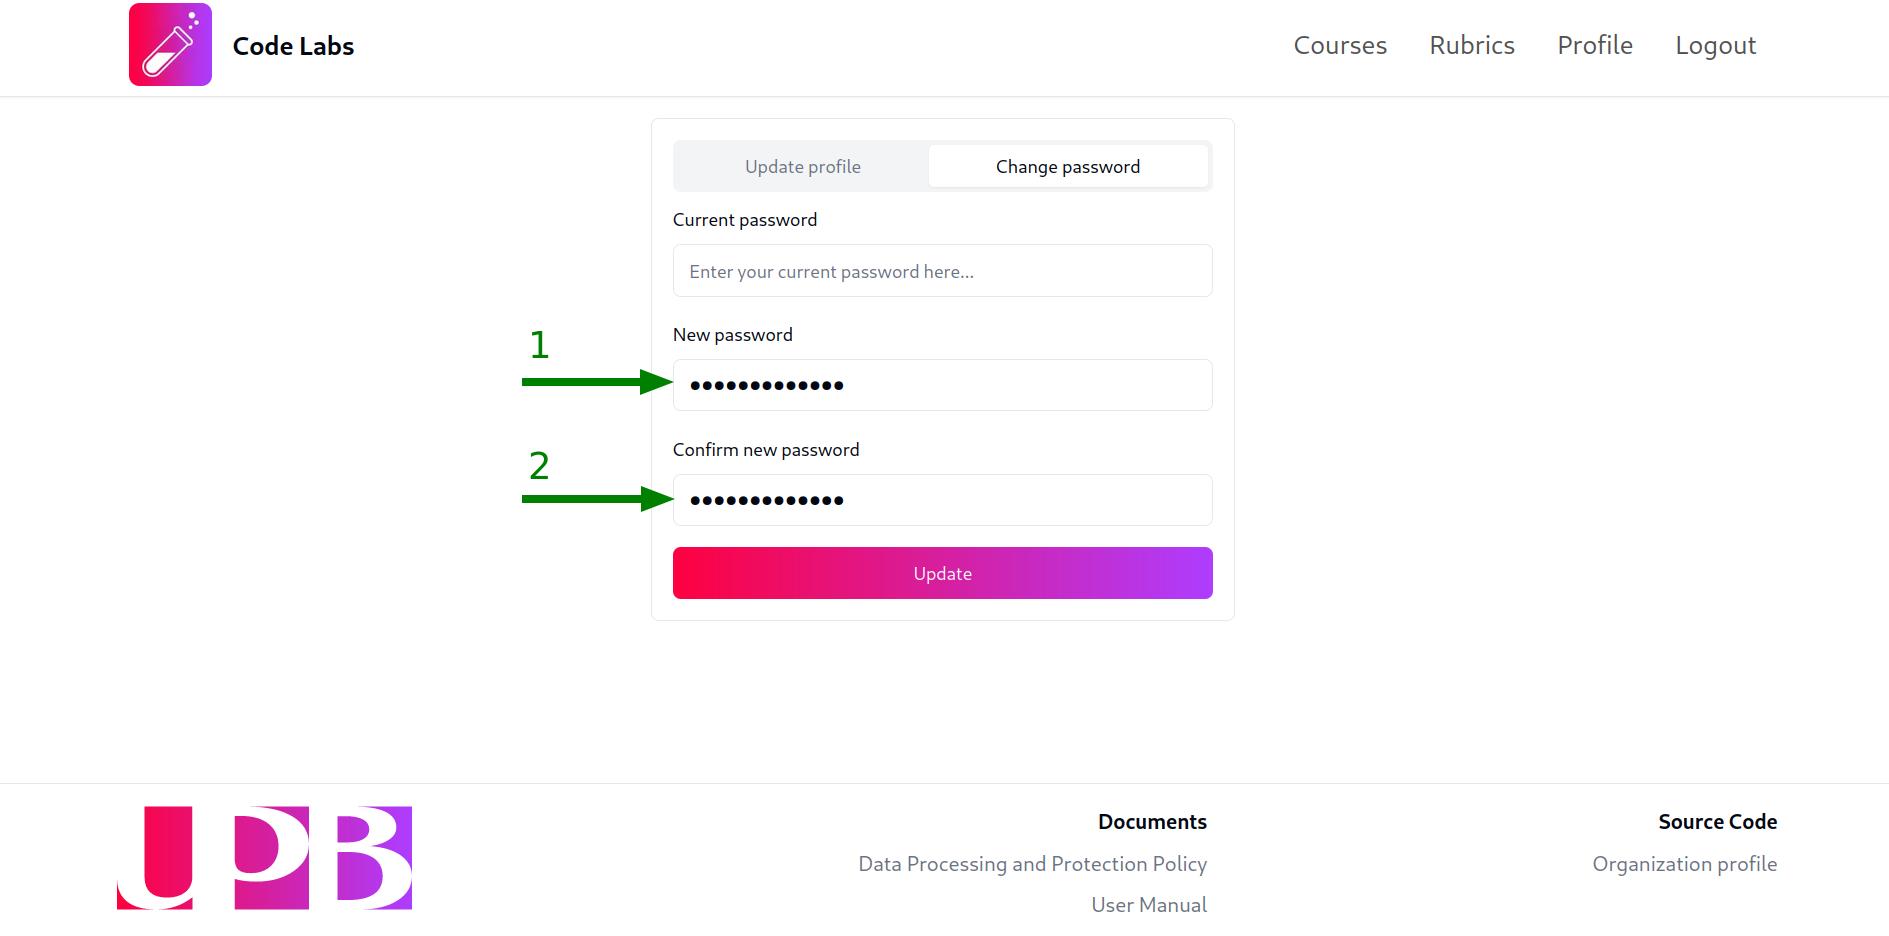 Code Labs
Courses Rubrics Profile Logout
Update profile Change password
Current password
Enter your current password here...
New password
1
●●●●●●●●●●●●●
Confirm new password
2
●●●●●●●●●●●●●
Update
UPB
Documents
Data Processing and Protection Policy
User Manual
Source Code
Organization profile